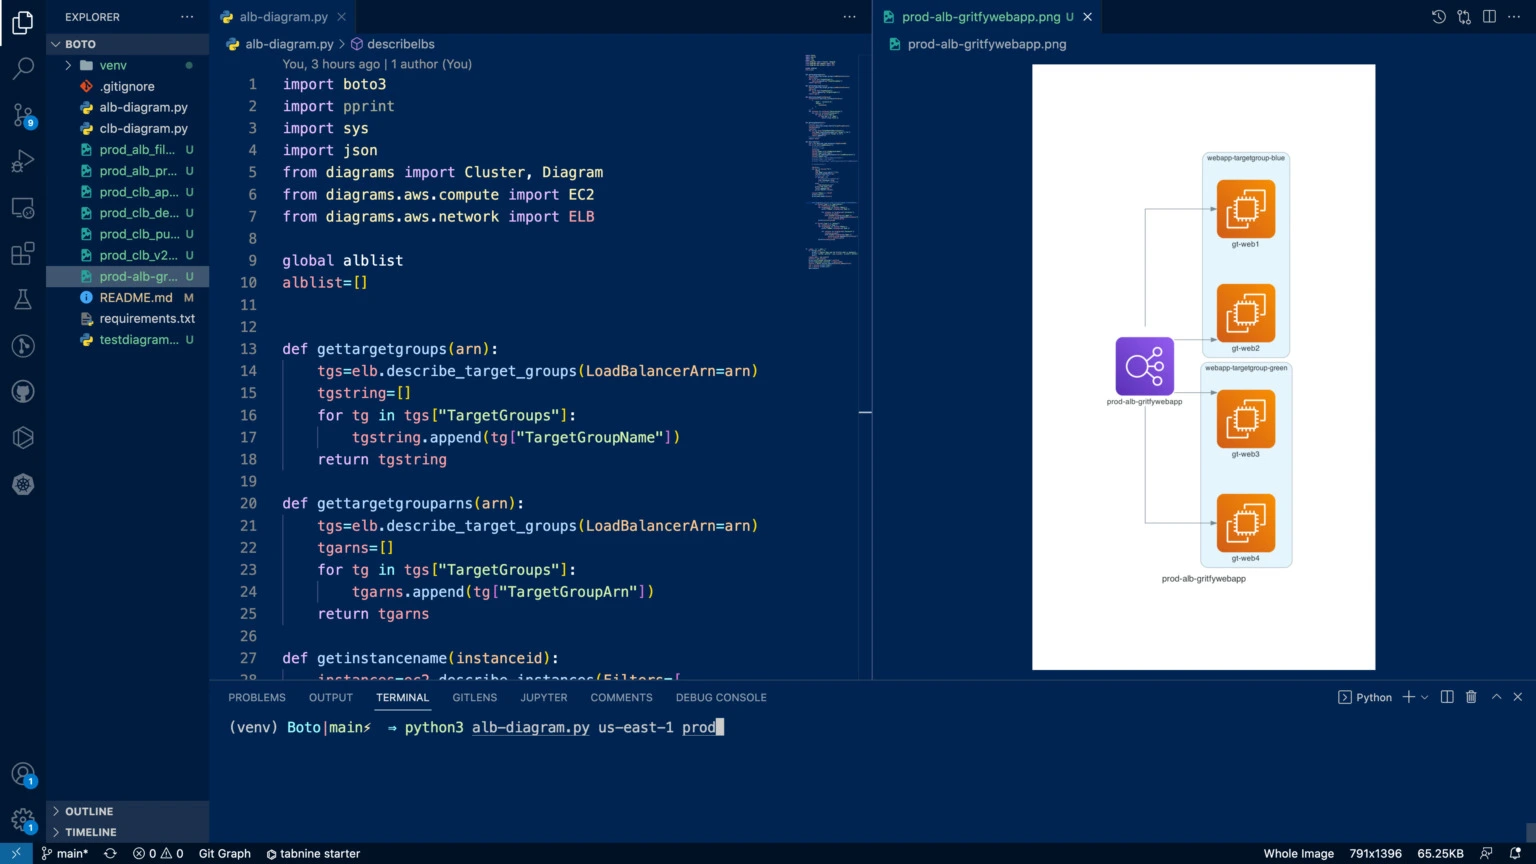 EXPLORER
BOTO
venv
.gitignore
alb-diagram.py
clb-diagram.py
prod_alb_fil... U
prod_alb_pr... U
prod_clb_ap... U
prod_clb_de... U
prod_clb_pu... U
prod_clb_v2... U
prod-alb-gr... U
README.md M
requirements.txt
testdiagram... U
OUTLINE
TIMELINE
9
1
1
alb-diagram.py
alb-diagram.py > describelbs
You, 3 hours ago | 1 author (You)
1 import boto3
2 import pprint
3 import sys
4 import json
5 from diagrams import Cluster, Diagram
6 from diagrams.aws.compute import EC2
7 from diagrams.aws.network import ELB
8
9 global alblist
10 alblist=[]
11
12
13 def gettargetgroups(arn):
14 tgs=elb.describe_target_groups(LoadBalancerArn=arn)
15 tgstring=[]
16 for tg in tgs["TargetGroups"]:
17 tgstring.append(tg["TargetGroupName"])
18 return tgstring
19
20 def gettargetgrouparns(arn):
21 tgs=elb.describe_target_groups(LoadBalancerArn=arn)
22 tgarns=[]
23 for tg in tgs["TargetGroups"]:
24 tgarns.append(tg["TargetGroupArn"])
25 return tgarns
26
27 def getinstancename(instanceid):
28 instances=ec2.describe_instances(Filters=[
prod-alb-gritfywebapp.png U
prod-alb-gritfywebapp.png
webapp-targetgroup-blue
gt-web1
gt-web2
prod-alb-gritfywebapp
webapp-targetgroup-green
gt-web3
gt-web4
prod-alb-gritfywebapp
PROBLEMS OUTPUT TERMINAL GITLENS JUPYTER COMMENTS DEBUG CONSOLE
Python
(venv) Boto|main⚡ ⇒ python3 alb-diagram.py us-east-1 prod
main* 0 0 Git Graph tabnine starter
Whole Image 791x1396 65.25KB